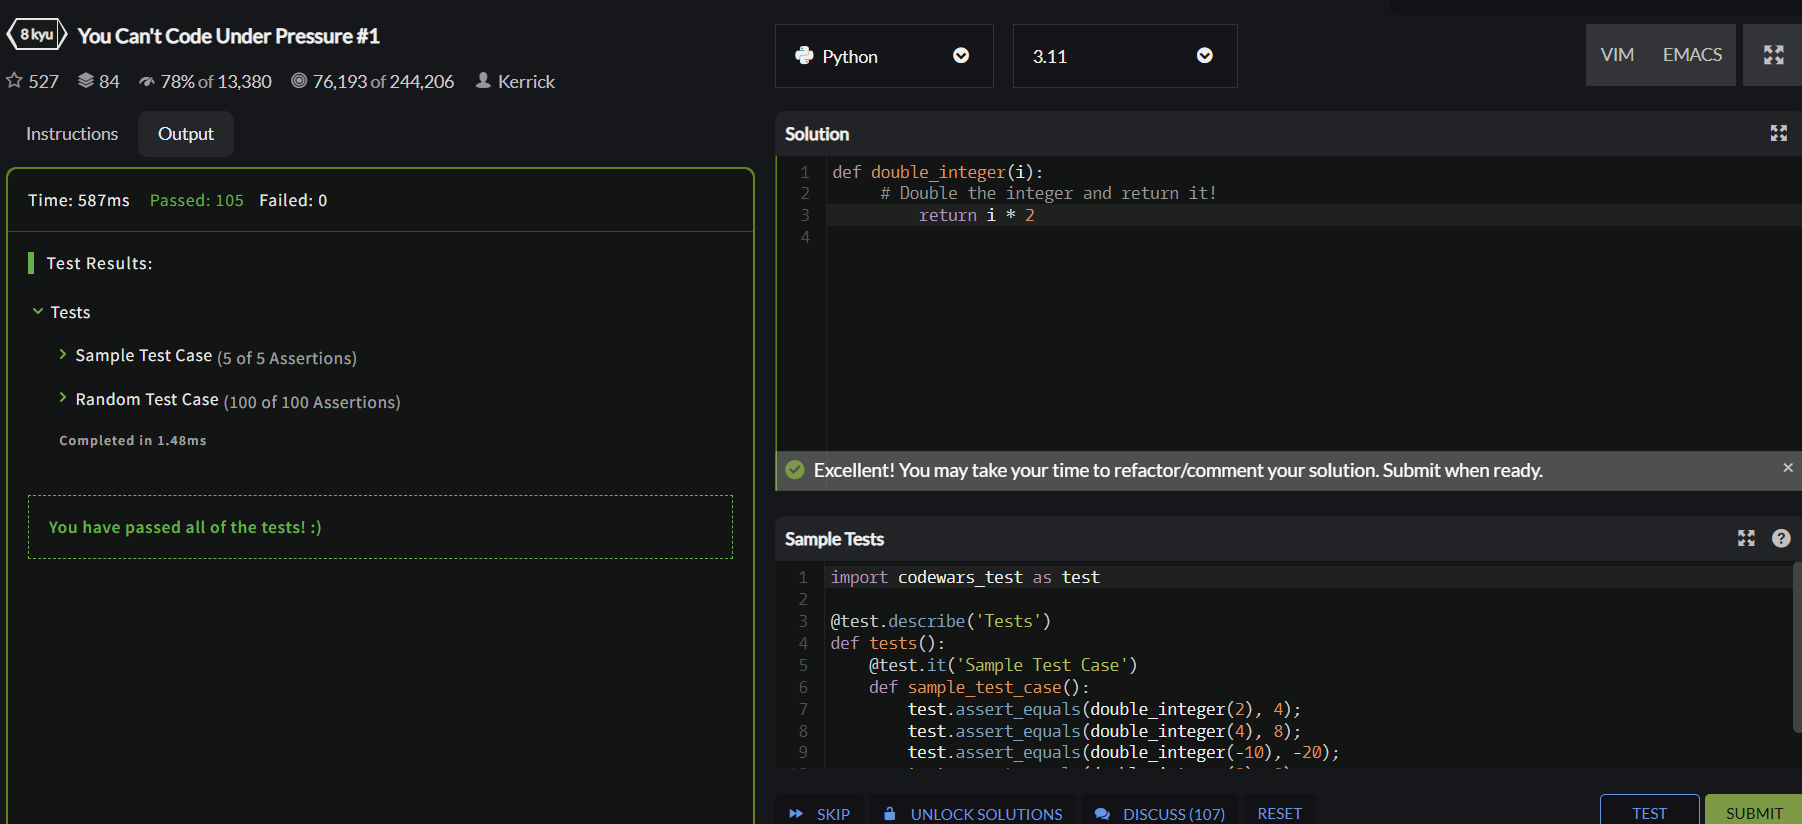 8 kyu You Can't Code Under Pressure #1
527 84 78% of 13,380 76,193 of 244,206 Kerrick
Instructions Output
Time: 587ms Passed: 105 Failed: 0
Test Results:
Tests
Sample Test Case (5 of 5 Assertions)
Random Test Case (100 of 100 Assertions)
Completed in 1.48ms
You have passed all of the tests! :)
Python 3.11 VIM EMACS
Solution
1 def double_integer(i):
2 # Double the integer and return it!
3 return i * 2
4
Excellent! You may take your time to refactor/comment your solution. Submit when ready.
Sample Tests
1 import codewars_test as test
2
3 @test.describe('Tests')
4 def tests():
5 @test.it('Sample Test Case')
6 def sample_test_case():
7 test.assert_equals(double_integer(2), 4);
8 test.assert_equals(double_integer(4), 8);
9 test.assert_equals(double_integer(-10), -20);
SKIP UNLOCK SOLUTIONS DISCUSS (107) RESET TEST SUBMIT